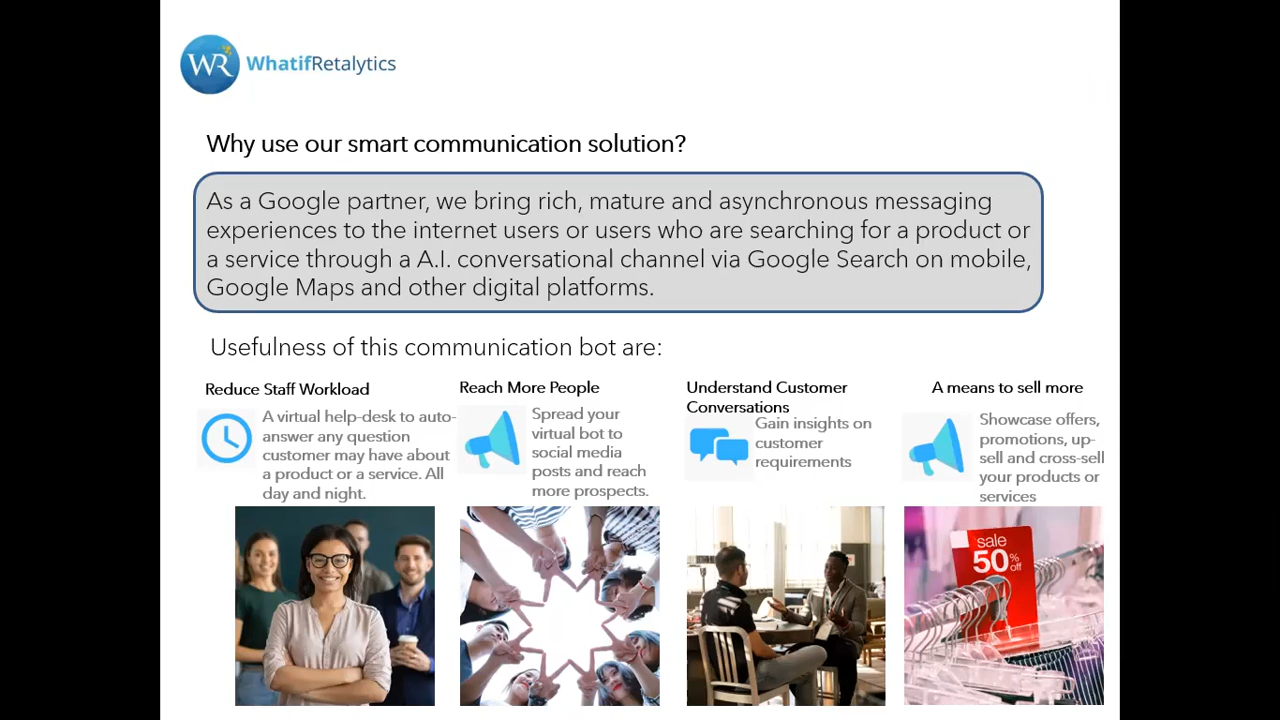 WR WhatifRetalytics
Why use our smart communication solution?
As a Google partner, we bring rich, mature and asynchronous messaging
experiences to the internet users or users who are searching for a product or
a service through a A.I. conversational channel via Google Search on mobile,
Google Maps and other digital platforms.
Usefulness of this communication bot are:
Reduce Staff Workload
A virtual help-desk to auto-
answer any question
customer may have about
a product or a service. All
day and night.
Reach More People
Spread your
virtual bot to
social media
posts and reach
more prospects.
Understand Customer
Conversations
Gain insights on
customer
requirements
A means to sell more
Showcase offers,
promotions, up-
sell and cross-sell
your products or
services
sale
50% off